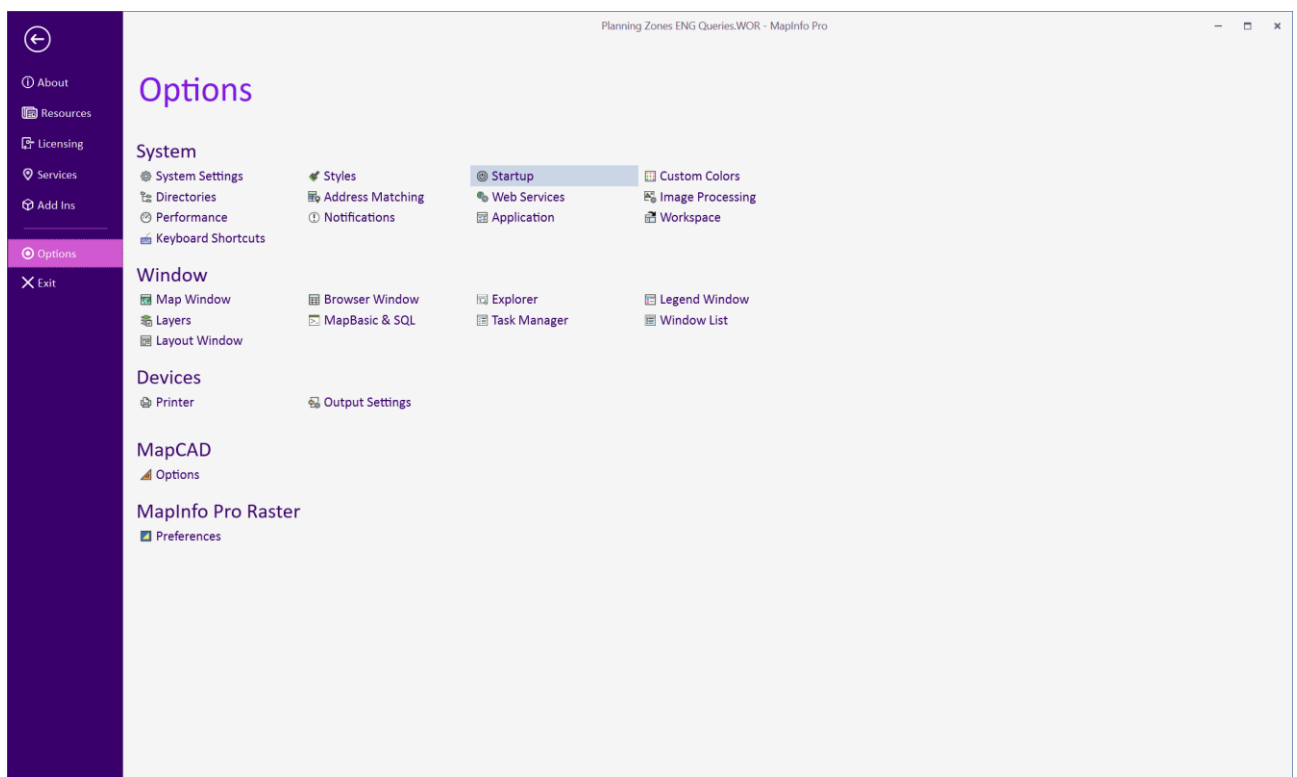 Planning Zones ENG Queries.WOR - MapInfo Pro
About
Resources
Licensing
Services
Add Ins
Options
Exit
Options
System
System Settings Styles Startup Custom Colors
Directories Address Matching Web Services Image Processing
Performance Notifications Application Workspace
Keyboard Shortcuts
Window
Map Window Browser Window Explorer Legend Window
Layers MapBasic & SQL Task Manager Window List
Layout Window
Devices
Printer Output Settings
MapCAD
Options
MapInfo Pro Raster
Preferences